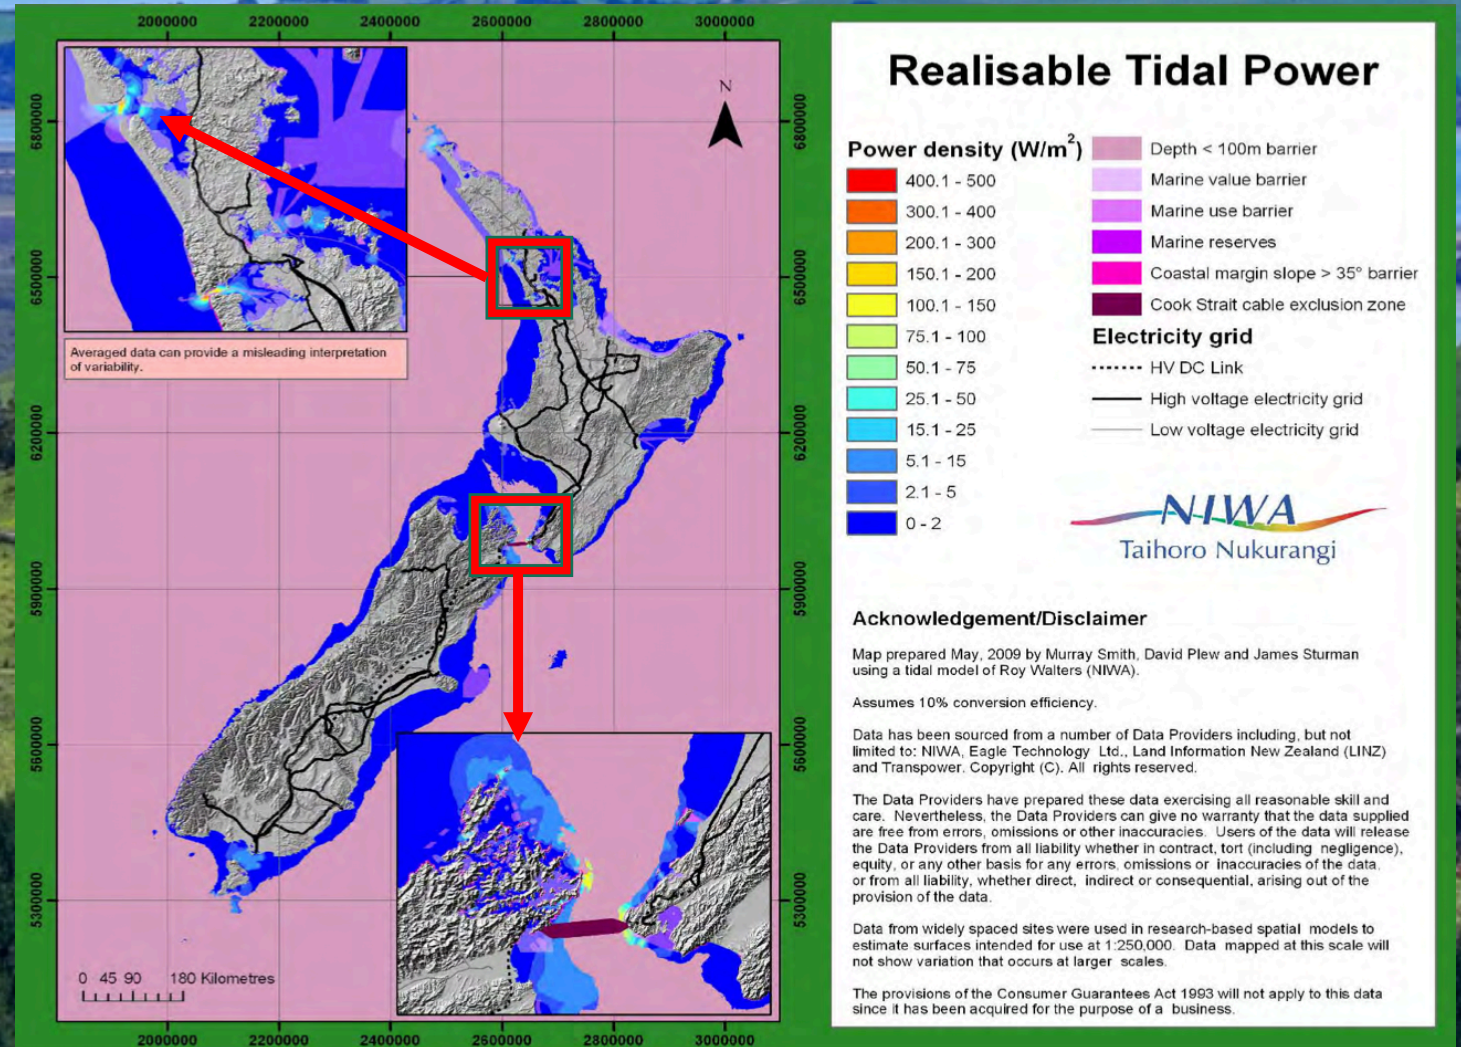 2000000 2200000 2400000 2600000 2800000 3000000
6800000 6800000
6500000 6500000
6200000 6200000
5900000 5900000
5600000 5600000
5300000 5300000
N
Averaged data can provide a misleading interpretation
of variability.
0 45 90 180 Kilometres
2000000 2200000 2400000 2600000 2800000 3000000
Realisable Tidal Power
Power density (W/m²)
400.1 - 500
300.1 - 400
200.1 - 300
150.1 - 200
100.1 - 150
75.1 - 100
50.1 - 75
25.1 - 50
15.1 - 25
5.1 - 15
2.1 - 5
0 - 2
Depth < 100m barrier
Marine value barrier
Marine use barrier
Marine reserves
Coastal margin slope > 35° barrier
Cook Strait cable exclusion zone
Electricity grid
HV DC Link
High voltage electricity grid
Low voltage electricity grid
NIWA
Taihoro Nukurangi
Acknowledgement/Disclaimer
Map prepared May, 2009 by Murray Smith, David Plew and James Sturman
using a tidal model of Roy Walters (NIWA).
Assumes 10% conversion efficiency.
Data has been sourced from a number of Data Providers including, but not
limited to: NIWA, Eagle Technology Ltd., Land Information New Zealand (LINZ)
and Transpower. Copyright (C). All rights reserved.
The Data Providers have prepared these data exercising all reasonable skill and
care. Nevertheless, the Data Providers can give no warranty that the data supplied
are free from errors, omissions or other inaccuracies. Users of the data will release
the Data Providers from all liability whether in contract, tort (including negligence),
equity, or any other basis for any errors, omissions or inaccuracies of the data,
or from all liability, whether direct, indirect or consequential, arising out of the
provision of the data.
Data from widely spaced sites were used in research-based spatial models to
estimate surfaces intended for use at 1:250,000. Data mapped at this scale will
not show variation that occurs at larger scales.
The provisions of the Consumer Guarantees Act 1993 will not apply to this data
since it has been acquired for the purpose of a business.